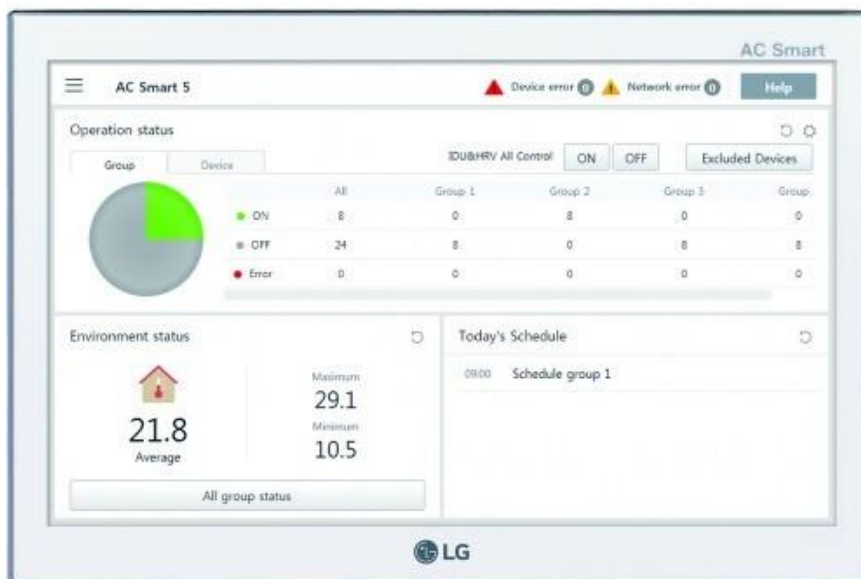 AC Smart
AC Smart 5
Device error 0
Network error 0
Help
Operation status
Group
Device
IDU&HRV All Control
ON
OFF
Excluded Devices
All Group 1 Group 2 Group 3 Group
ON 8 0 8 0 0
OFF 24 8 0 8 8
Error 0 0 0 0 0
Environment status
21.8
Average
Maximum
29.1
Minimum
10.5
All group status
Today's Schedule
09:00 Schedule group 1
LG